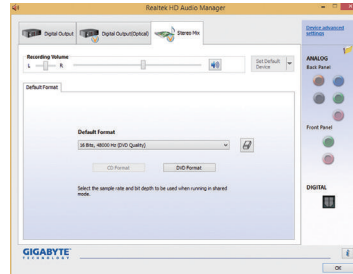 Realtek HD Audio Manager
Digital Output
Digital Output(Optical)
Stereo Mix
Device advanced
settings
Recording Volume
L
R
Set Default
Device
ANALOG
Back Panel
Default Format
Default Format
16 Bits, 48000 Hz (DVD Quality)
CD Format
DVD Format
Select the sample rate and bit depth to be used when running in shared
mode.
Front Panel
DIGITAL
GIGABYTE
TECHNOLOGY
i
OK